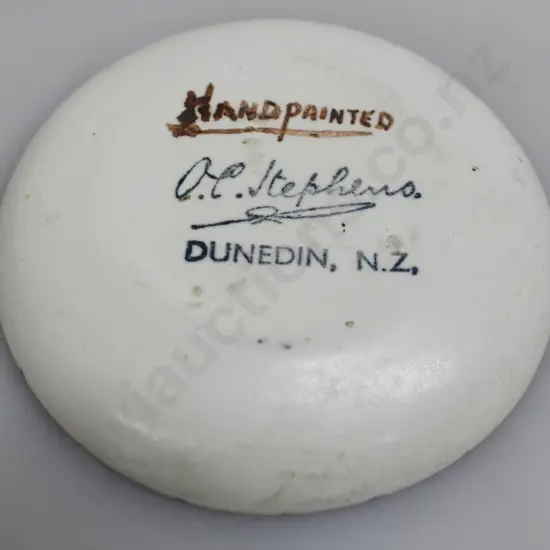 HANDPAINTED
O.C. Stephens.
DUNEDIN, N.Z,